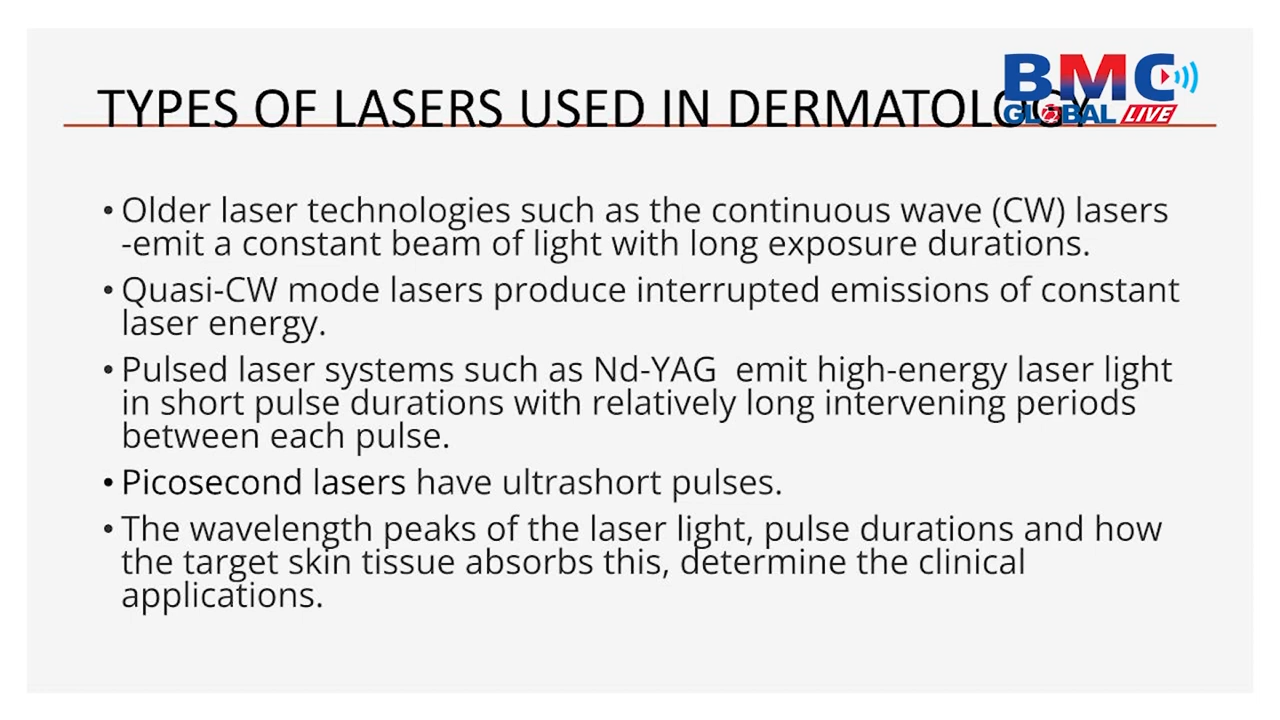 BMC
GLOBAL LIVE
TYPES OF LASERS USED IN DERMATOLOGY
• Older laser technologies such as the continuous wave (CW) lasers
-emit a constant beam of light with long exposure durations.
• Quasi-CW mode lasers produce interrupted emissions of constant
laser energy.
• Pulsed laser systems such as Nd-YAG  emit high-energy laser light
in short pulse durations with relatively long intervening periods
between each pulse.
• Picosecond lasers have ultrashort pulses.
• The wavelength peaks of the laser light, pulse durations and how
the target skin tissue absorbs this, determine the clinical
applications.